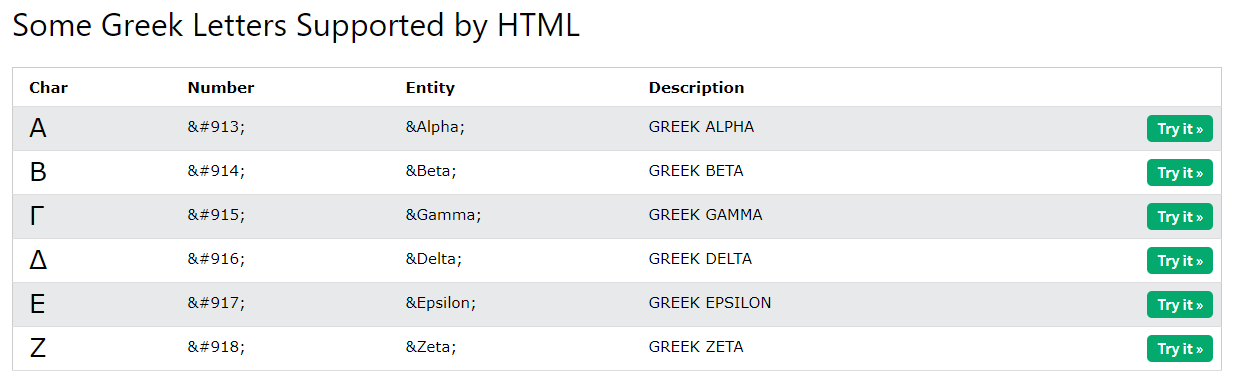 Some Greek Letters Supported by HTML
Char Number Entity Description
Α &#913; &Alpha; GREEK ALPHA Try it »
Β &#914; &Beta; GREEK BETA Try it »
Γ &#915; &Gamma; GREEK GAMMA Try it »
Δ &#916; &Delta; GREEK DELTA Try it »
Ε &#917; &Epsilon; GREEK EPSILON Try it »
Ζ &#918; &Zeta; GREEK ZETA Try it »